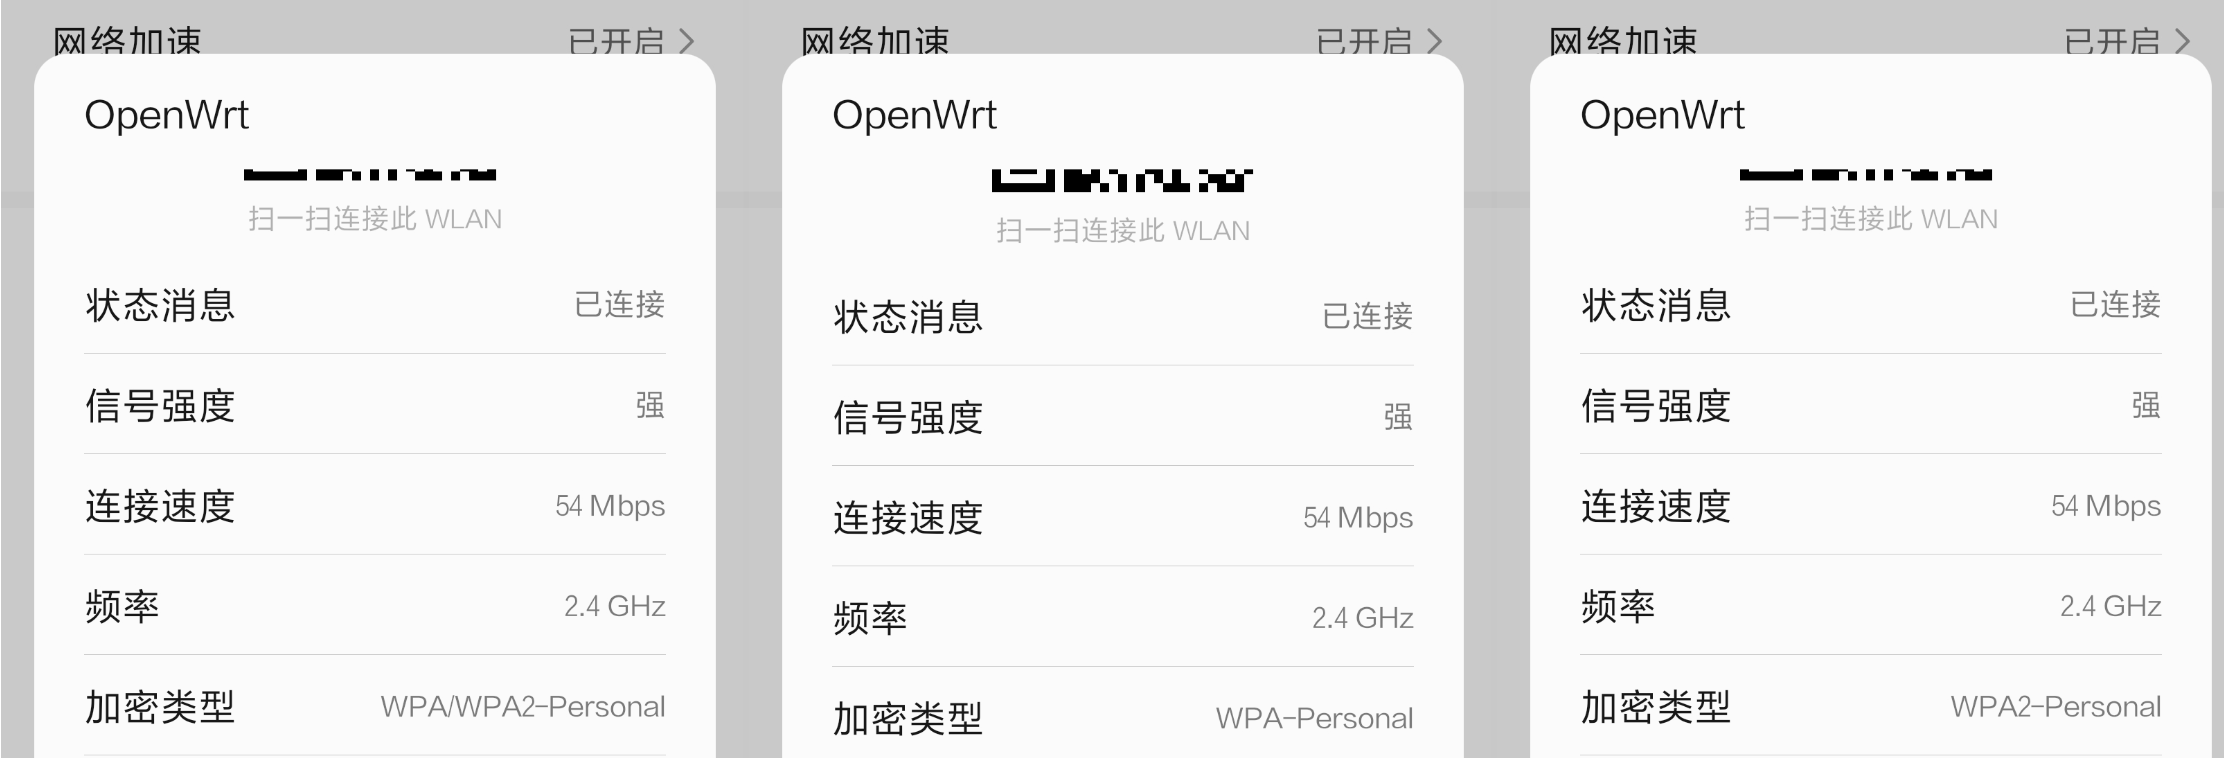 网络加速 已开启
OpenWrt
扫一扫连接此 WLAN
状态消息 已连接
信号强度 强
连接速度 54 Mbps
频率 2.4 GHz
加密类型 WPA/WPA2-Personal
网络加速 已开启
OpenWrt
扫一扫连接此 WLAN
状态消息 已连接
信号强度 强
连接速度 54 Mbps
频率 2.4 GHz
加密类型 WPA-Personal
网络加速 已开启
OpenWrt
扫一扫连接此 WLAN
状态消息 已连接
信号强度 强
连接速度 54 Mbps
频率 2.4 GHz
加密类型 WPA2-Personal